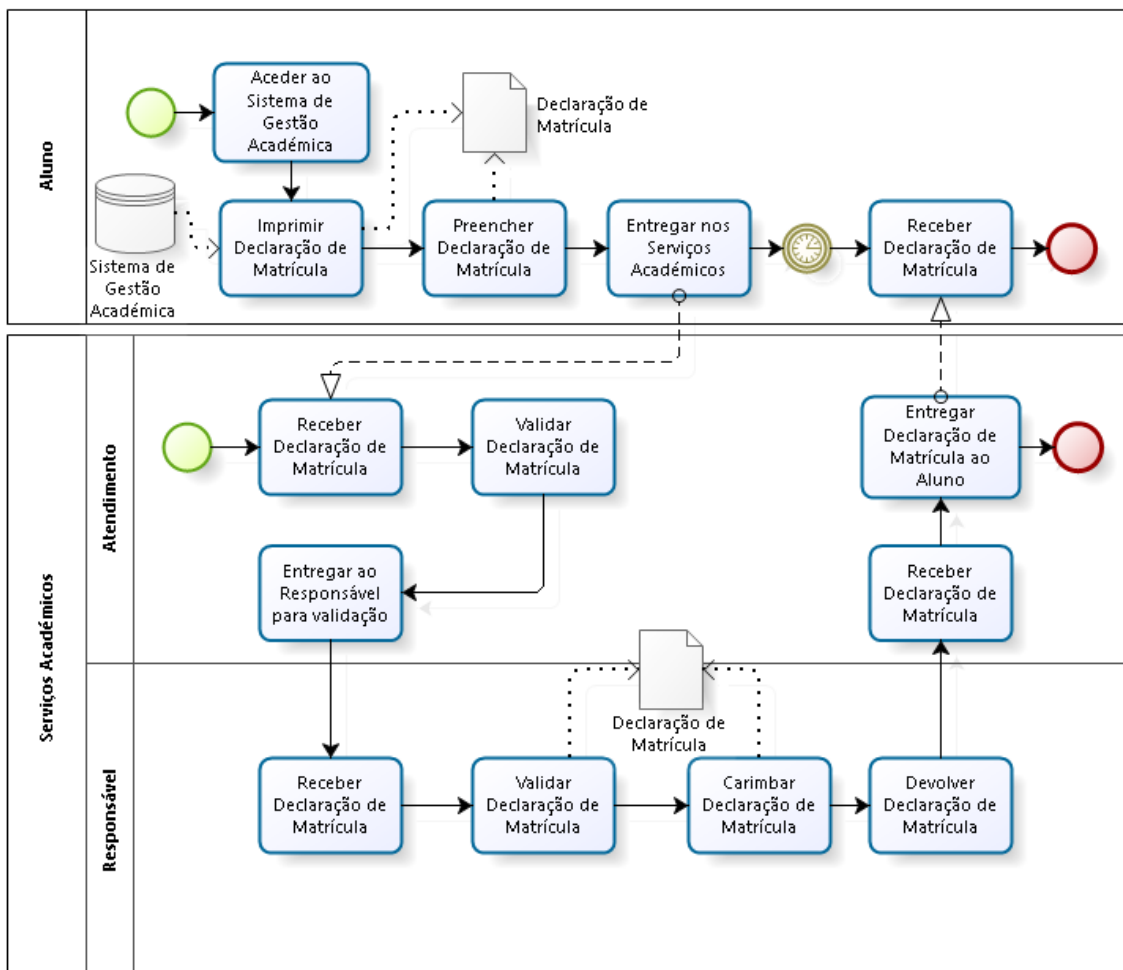 Aluno
Aceder ao
Sistema de
Gestão
Académica
Declaração de
Matrícula
Sistema de
Gestão
Académica
Imprimir
Declaração de
Matrícula
Preencher
Declaração de
Matrícula
Entregar nos
Serviços
Académicos
Receber
Declaração de
Matrícula
Serviços Académicos
Atendimento
Receber
Declaração de
Matrícula
Validar
Declaração de
Matrícula
Entregar
Declaração de
Matrícula ao
Aluno
Entregar ao
Responsável
para validação
Receber
Declaração de
Matrícula
Responsável
Declaração de
Matrícula
Receber
Declaração de
Matrícula
Validar
Declaração de
Matrícula
Carimbar
Declaração de
Matrícula
Devolver
Declaração de
Matrícula